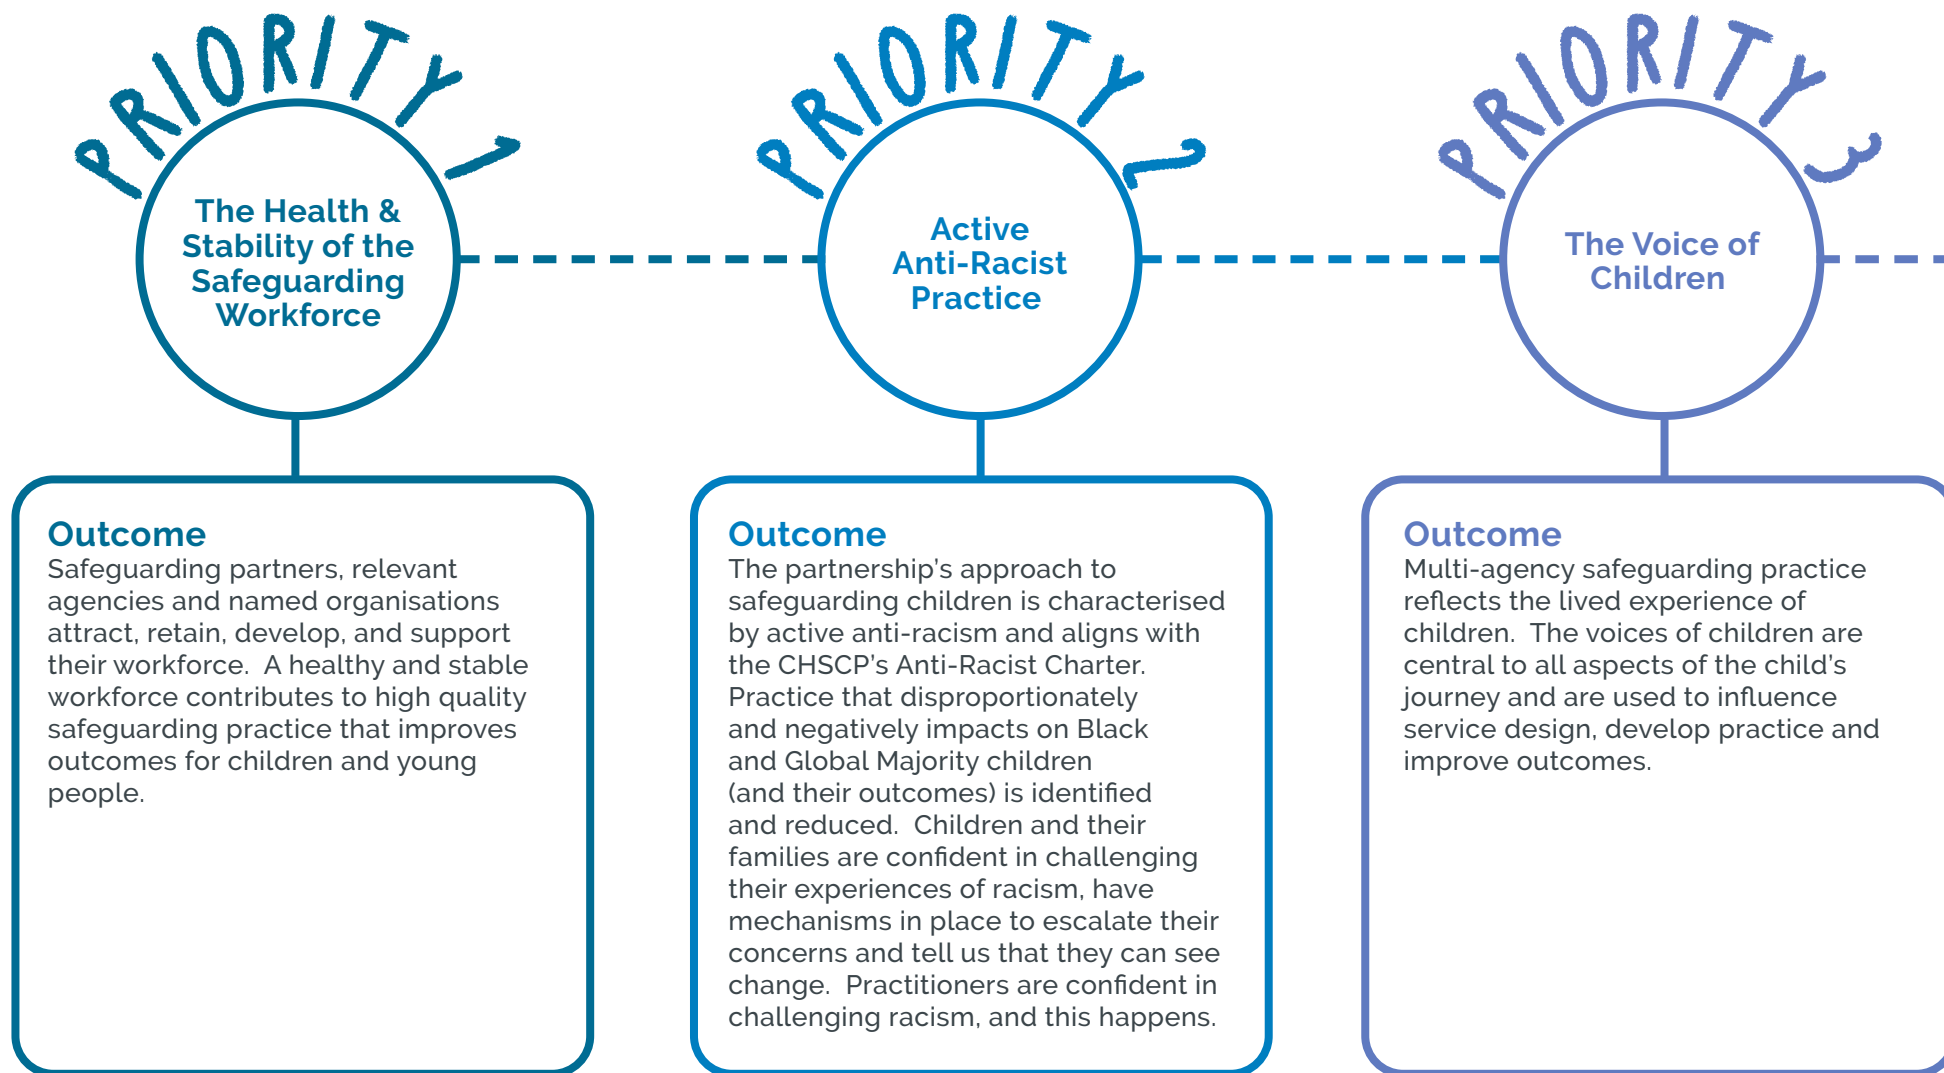 PRIORITY 1
The Health &
Stability of the
Safeguarding
Workforce
Outcome
Safeguarding partners, relevant
agencies and named organisations
attract, retain, develop, and support
their workforce.  A healthy and stable
workforce contributes to high quality
safeguarding practice that improves
outcomes for children and young
people.
PRIORITY 2
Active
Anti-Racist
Practice
Outcome
The partnership’s approach to
safeguarding children is characterised
by active anti-racism and aligns with
the CHSCP’s Anti-Racist Charter.
Practice that disproportionately
and negatively impacts on Black
and Global Majority children
(and their outcomes) is identified
and reduced.  Children and their
families are confident in challenging
their experiences of racism, have
mechanisms in place to escalate their
concerns and tell us that they can see
change.  Practitioners are confident in
challenging racism, and this happens.
PRIORITY 3
The Voice of
Children
Outcome
Multi-agency safeguarding practice
reflects the lived experience of
children.  The voices of children are
central to all aspects of the child’s
journey and are used to influence
service design, develop practice and
improve outcomes.